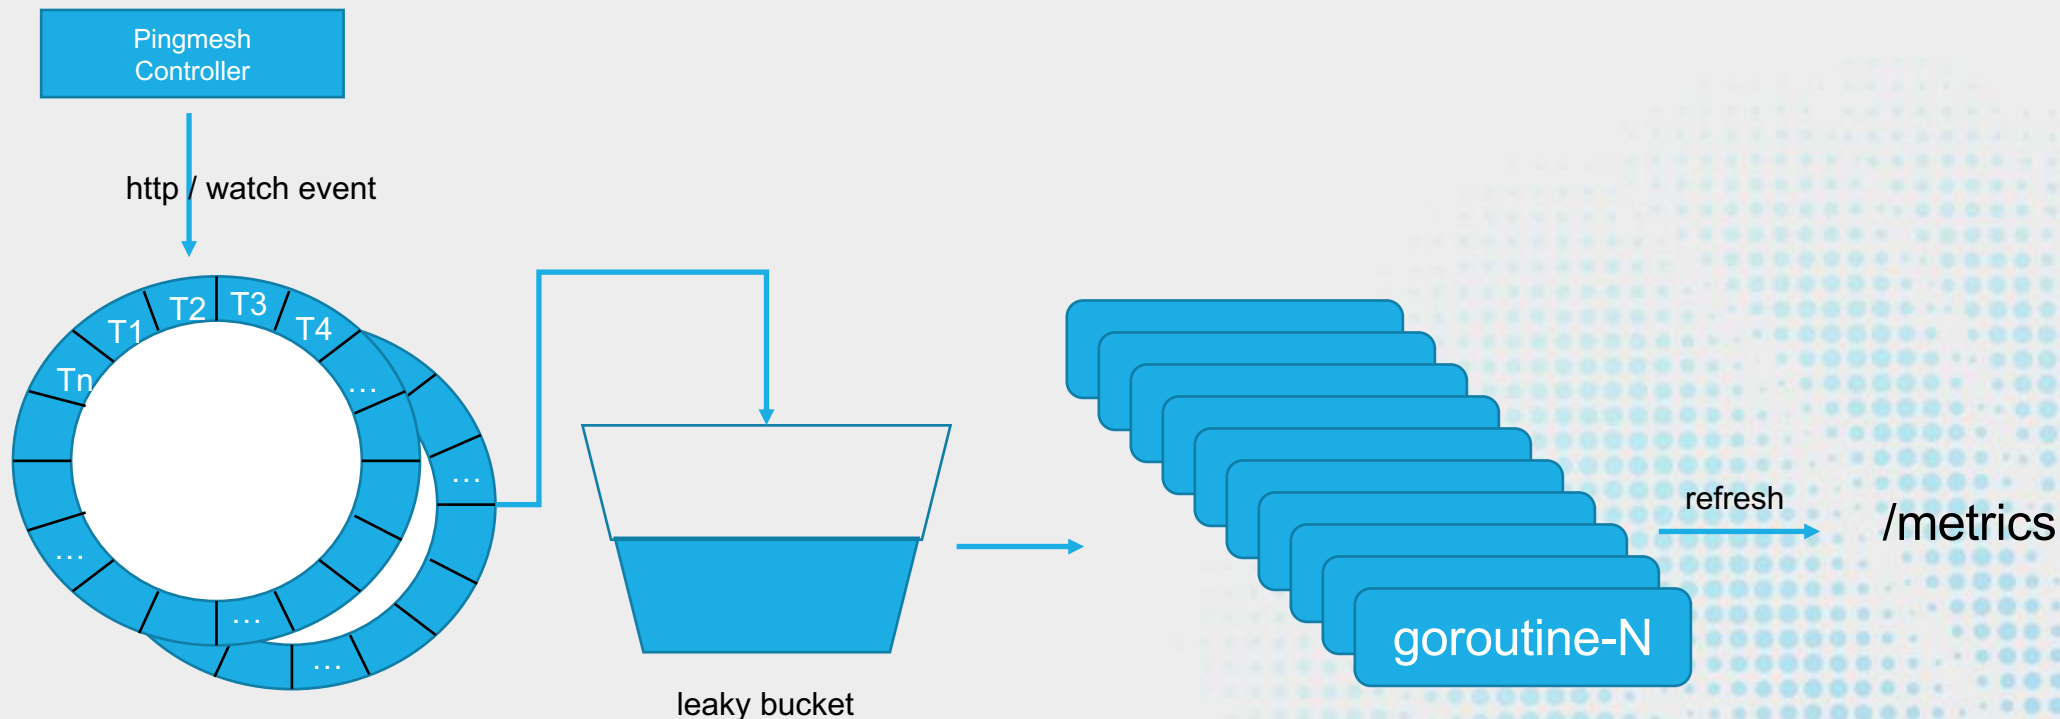 Pingmesh
Controller
http / watch event
T1
T2
T3
T4
Tn
...
...
...
...
...
leaky bucket
goroutine-N
refresh
/metrics